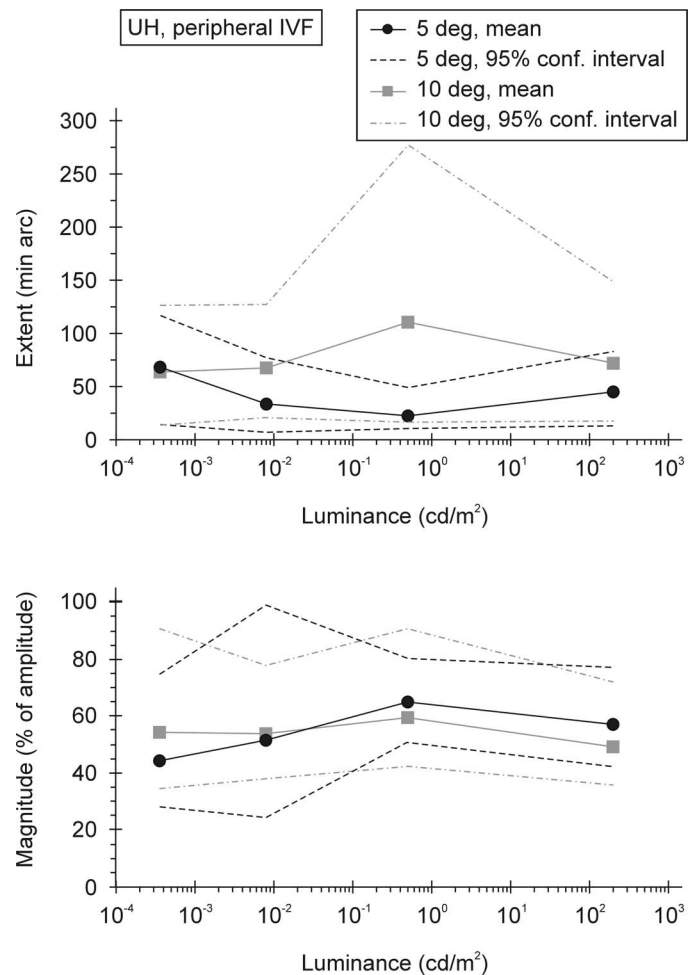 UH, peripheral IVF
5 deg, mean
5 deg, 95% conf. interval
10 deg, mean
10 deg, 95% conf. interval
300
250
200
150
100
50
0
Extent (min arc)
10⁻⁴ 10⁻³ 10⁻² 10⁻¹ 10⁰ 10¹ 10² 10³
Luminance (cd/m²)
100
80
60
40
20
0
Magnitude (% of amplitude)
10⁻⁴ 10⁻³ 10⁻² 10⁻¹ 10⁰ 10¹ 10² 10³
Luminance (cd/m²)